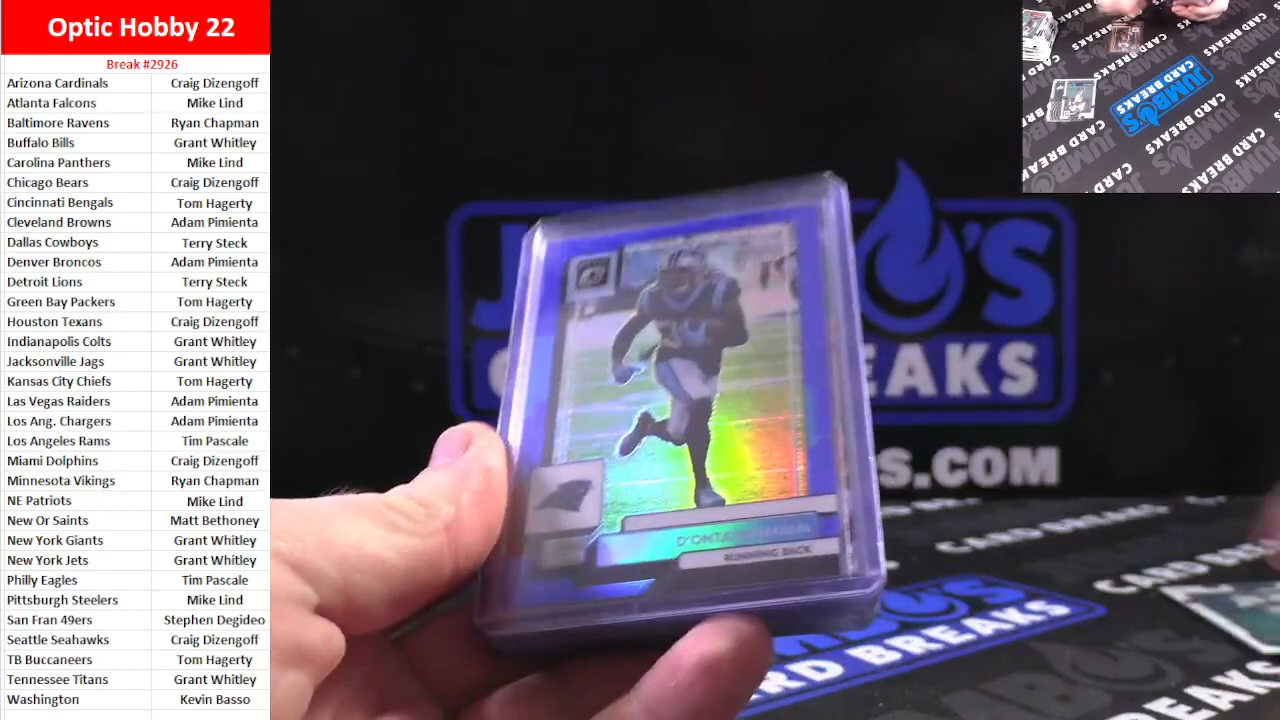 Optic Hobby 22
Break #2926
Arizona Cardinals Craig Dizengoff
Atlanta Falcons Mike Lind
Baltimore Ravens Ryan Chapman
Buffalo Bills Grant Whitley
Carolina Panthers Mike Lind
Chicago Bears Craig Dizengoff
Cincinnati Bengals Tom Hagerty
Cleveland Browns Adam Pimienta
Dallas Cowboys Terry Steck
Denver Broncos Adam Pimienta
Detroit Lions Terry Steck
Green Bay Packers Tom Hagerty
Houston Texans Craig Dizengoff
Indianapolis Colts Grant Whitley
Jacksonville Jags Grant Whitley
Kansas City Chiefs Tom Hagerty
Las Vegas Raiders Adam Pimienta
Los Ang. Chargers Adam Pimienta
Los Angeles Rams Tim Pascale
Miami Dolphins Craig Dizengoff
Minnesota Vikings Ryan Chapman
NE Patriots Mike Lind
New Or Saints Matt Bethoney
New York Giants Grant Whitley
New York Jets Grant Whitley
Philly Eagles Tim Pascale
Pittsburgh Steelers Mike Lind
San Fran 49ers Stephen Degideo
Seattle Seahawks Craig Dizengoff
TB Buccaneers Tom Hagerty
Tennessee Titans Grant Whitley
Washington Kevin Basso
JUMBO'S
CARD BREAKS
RUNNING BACK
CARD BREAKS